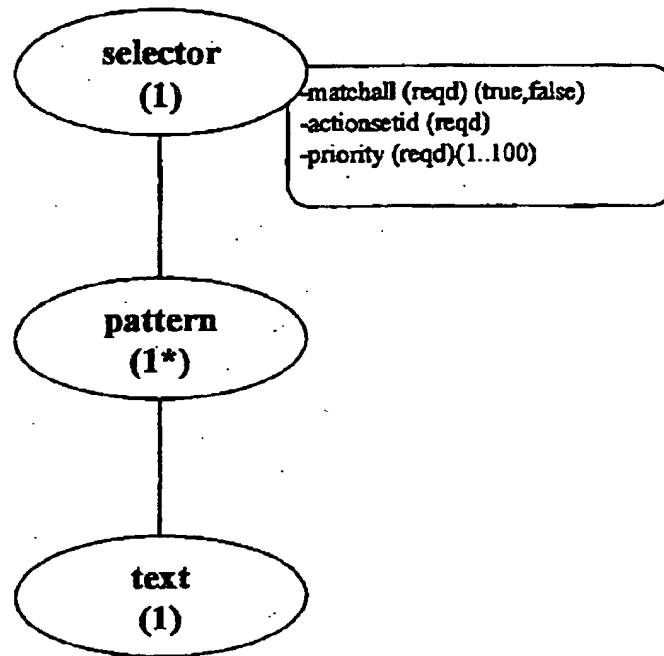 selector
(1)
-matchall (reqd) (true,false)
-actionsetid (reqd)
-priority (reqd)(1..100)
pattern
(1*)
text
(1)